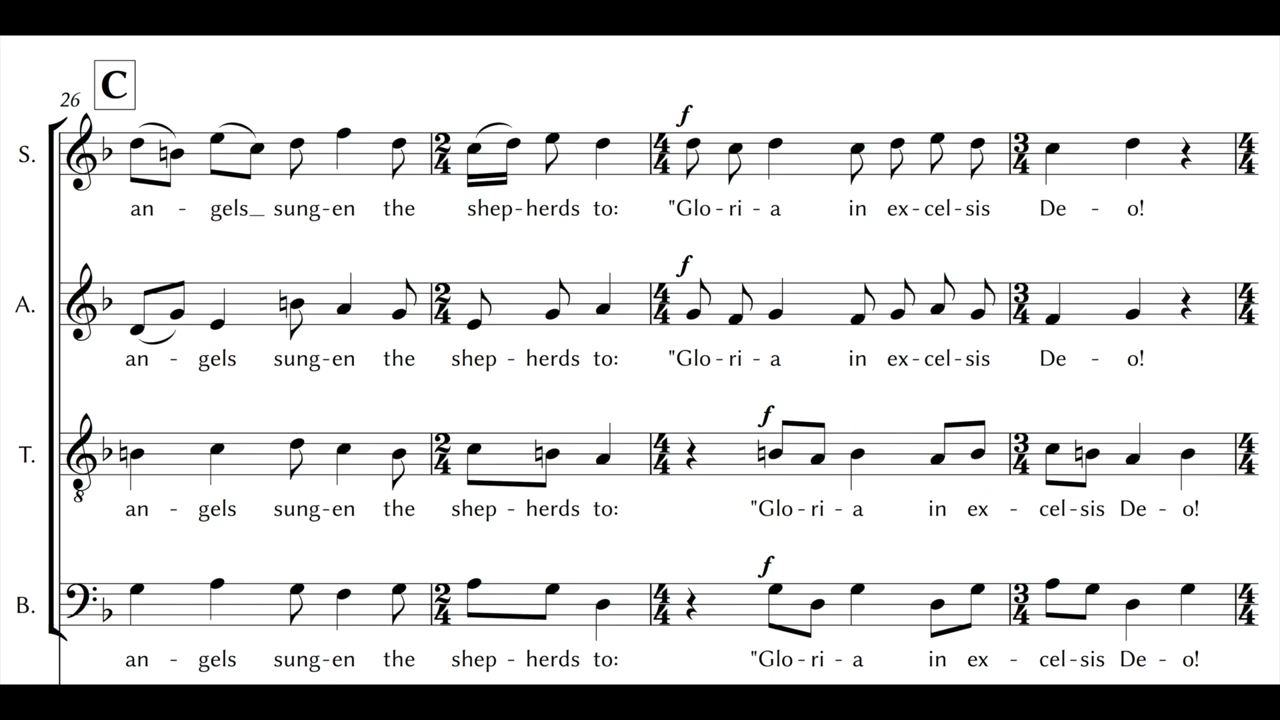 C
26
f
S.
an - gels_ sung-en the shep-herds to: "Glo-ri-a in ex-cel-sis De - o!
f
A.
an - gels sung-en the shep - herds to: "Glo-ri-a in ex-cel-sis De - o!
f
T.
an - gels sung-en the shep - herds to: "Glo-ri-a in ex - cel-sis De-o!
f
B.
an - gels sung-en the shep - herds to: "Glo-ri-a in ex - cel-sis De-o!